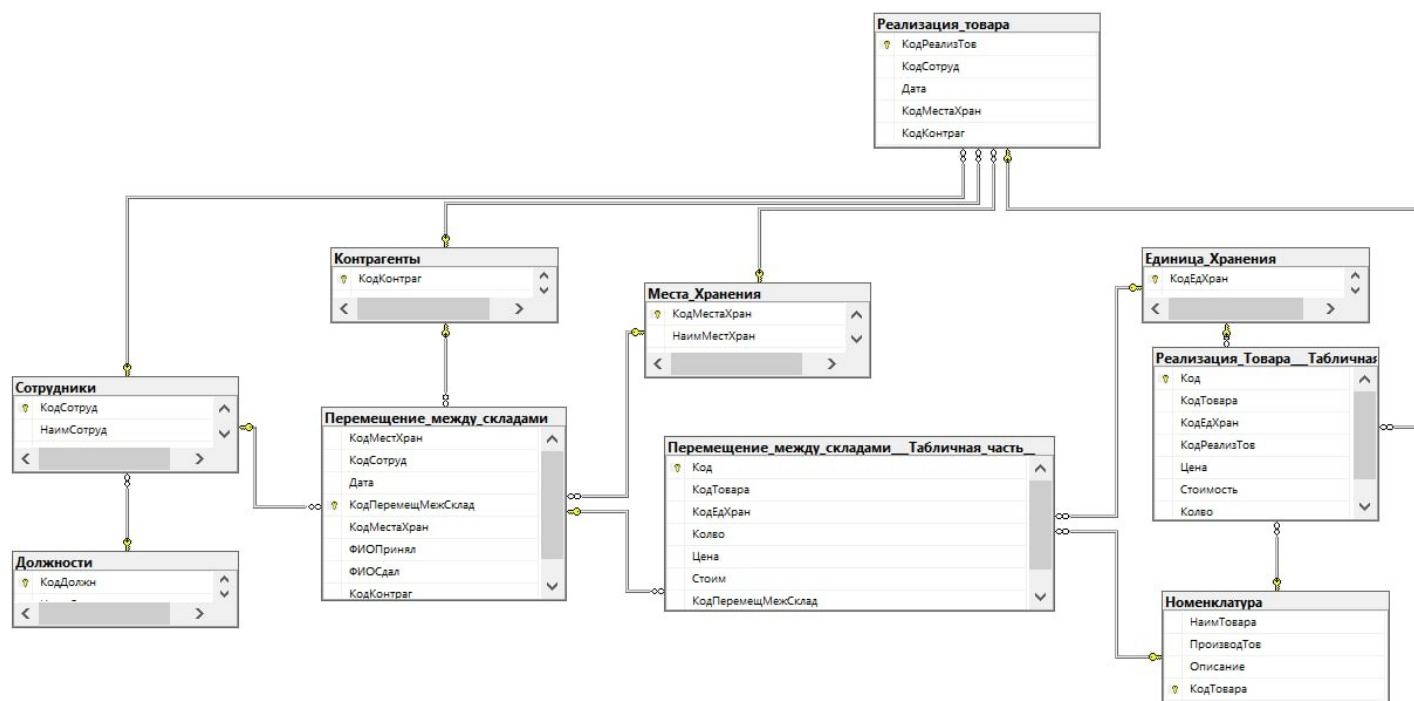 Реализация_товара
КодРеализТов
КодСотруд
Дата
КодМестаХран
КодКонтраг
Контрагенты
КодКонтраг
Места_Хранения
КодМестаХран
НаимМестХран
Единица_Хранения
КодЕдХран
Сотрудники
КодСотруд
НаимСотруд
Перемещение_между_складами
КодМестХран
КодСотруд
Дата
КодПеремещМежСклад
КодМестаХран
ФИОПринял
ФИОСдал
КодКонтраг
Перемещение_между_складами__Табличная_часть_
Код
КодТовара
КодЕдХран
Колво
Цена
Стоим
КодПеремещМежСклад
Реализация_Товара__Табличная
Код
КодТовара
КодЕдХран
КодРеализТов
Цена
Стоимость
Колво
Должности
КодДолжн
Номенклатура
НаимТовара
ПроизводТов
Описание
КодТовара